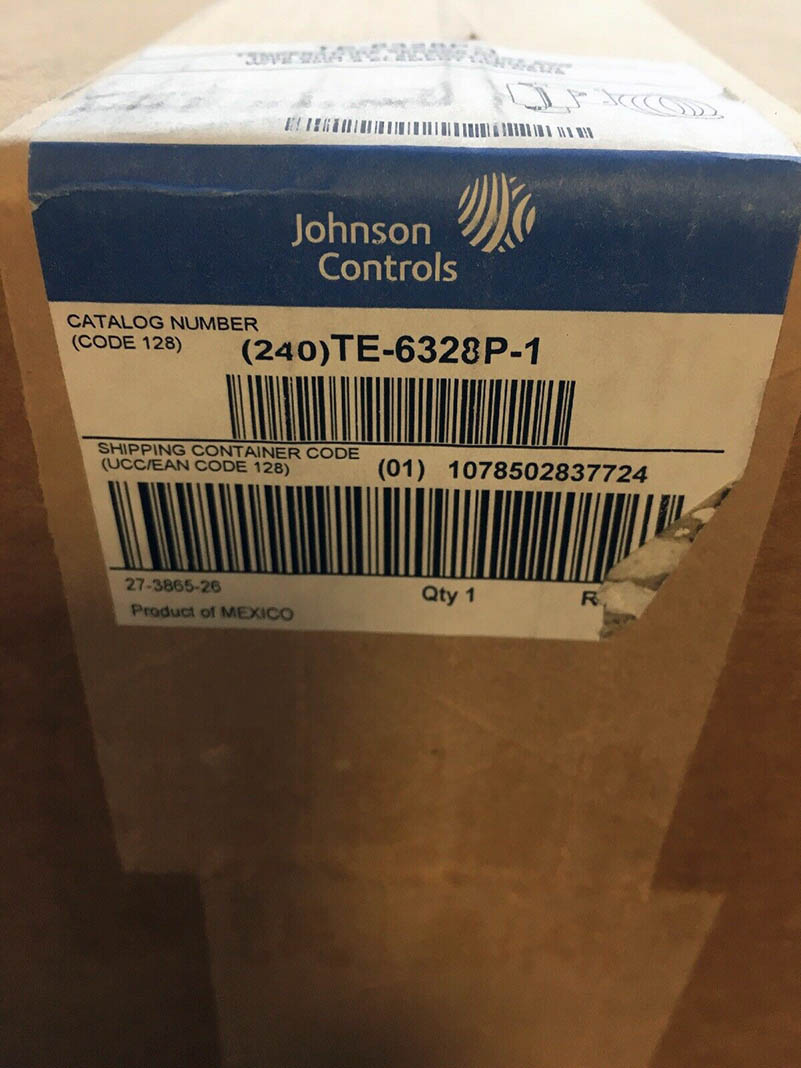 Johnson
Controls
CATALOG NUMBER
(CODE 128)
(240)TE-6328P-1
SHIPPING CONTAINER CODE
(UCC/EAN CODE 128)
(01) 1078502837724
27-3865-26
Qty 1
R
Product of MEXICO